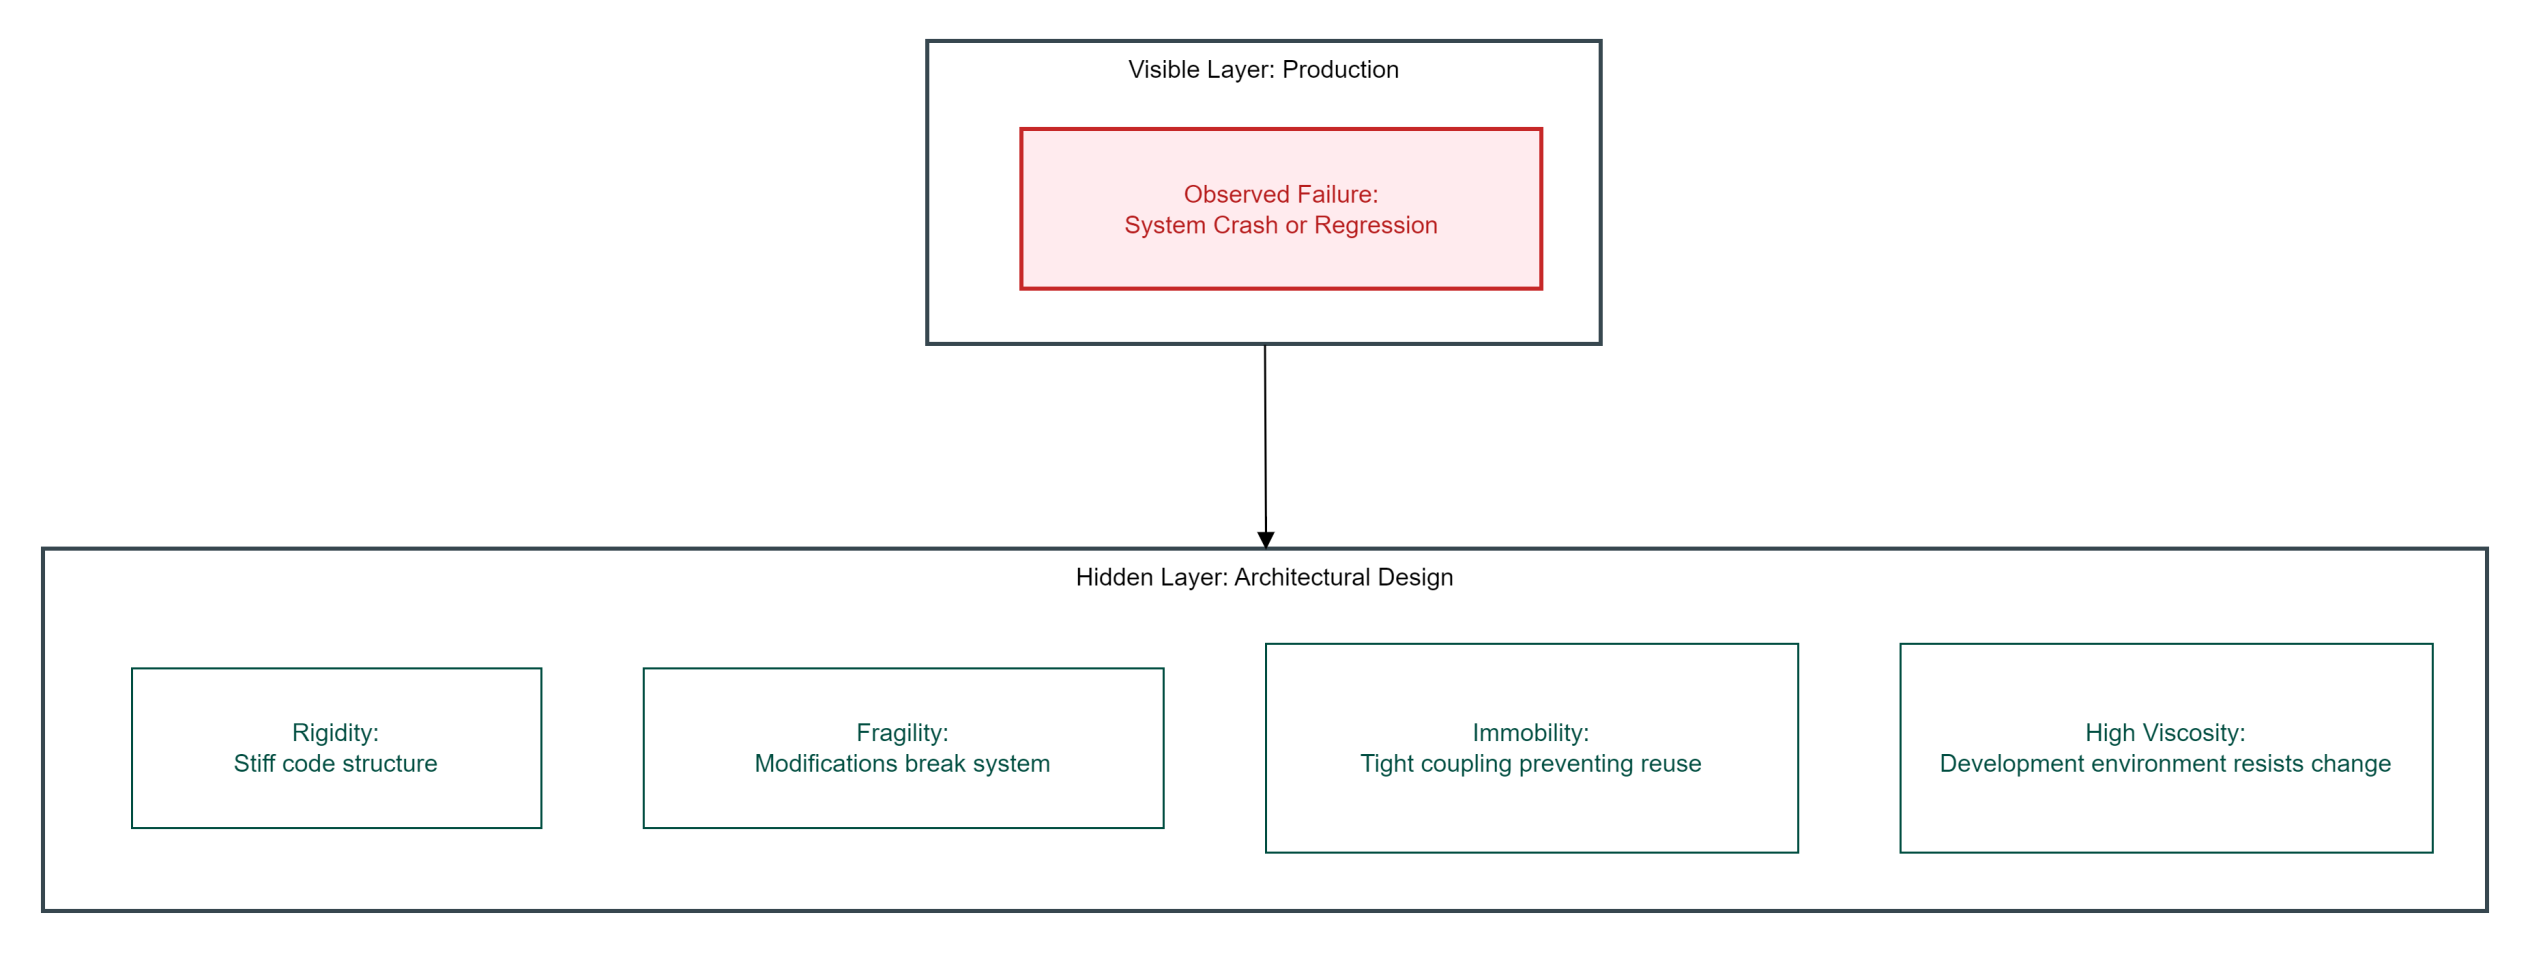 Visible Layer: Production
Observed Failure:
System Crash or Regression
Hidden Layer: Architectural Design
Rigidity:
Stiff code structure
Fragility:
Modifications break system
Immobility:
Tight coupling preventing reuse
High Viscosity:
Development environment resists change